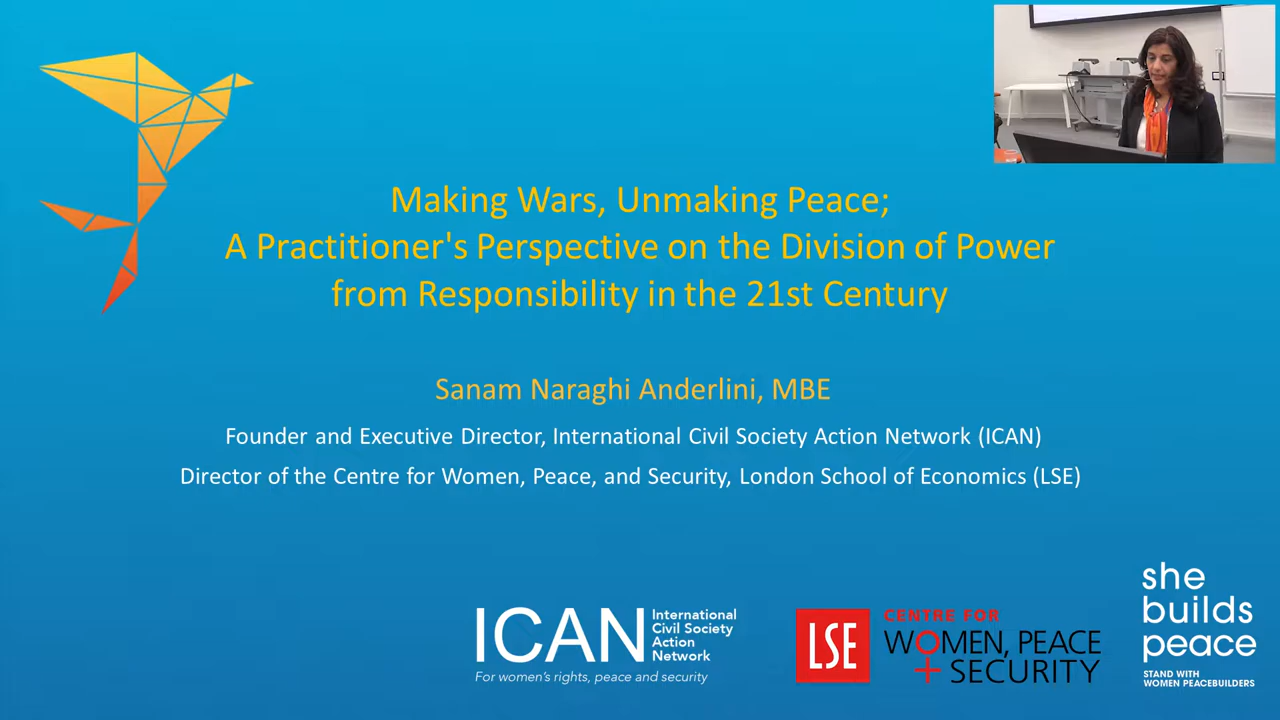 Making Wars, Unmaking Peace;
A Practitioner's Perspective on the Division of Power
from Responsibility in the 21st Century
Sanam Naraghi Anderlini, MBE
Founder and Executive Director, International Civil Society Action Network (ICAN)
Director of the Centre for Women, Peace, and Security, London School of Economics (LSE)
ICAN
International
Civil Society
Action
Network
For women's rights, peace and security
LSE
CENTRE FOR
WOMEN, PEACE
+SECURITY
she
builds
peace
STAND WITH
WOMEN PEACEBUILDERS